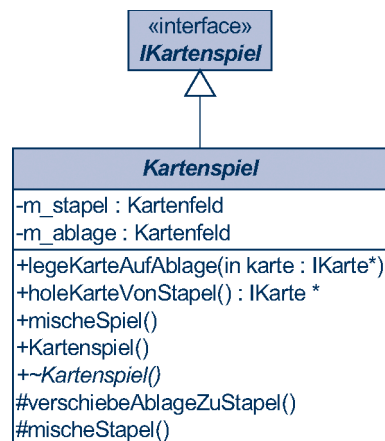 «interface»
IKartenspiel
Kartenspiel
-m_stapel : Kartenfeld
-m_ablage : Kartenfeld
+legeKarteAufAblage(in karte : IKarte*)
+holeKarteVonStapel() : IKarte *
+mischeSpiel()
+Kartenspiel()
+~Kartenspiel()
#verschiebeAblageZuStapel()
#mischeStapel()